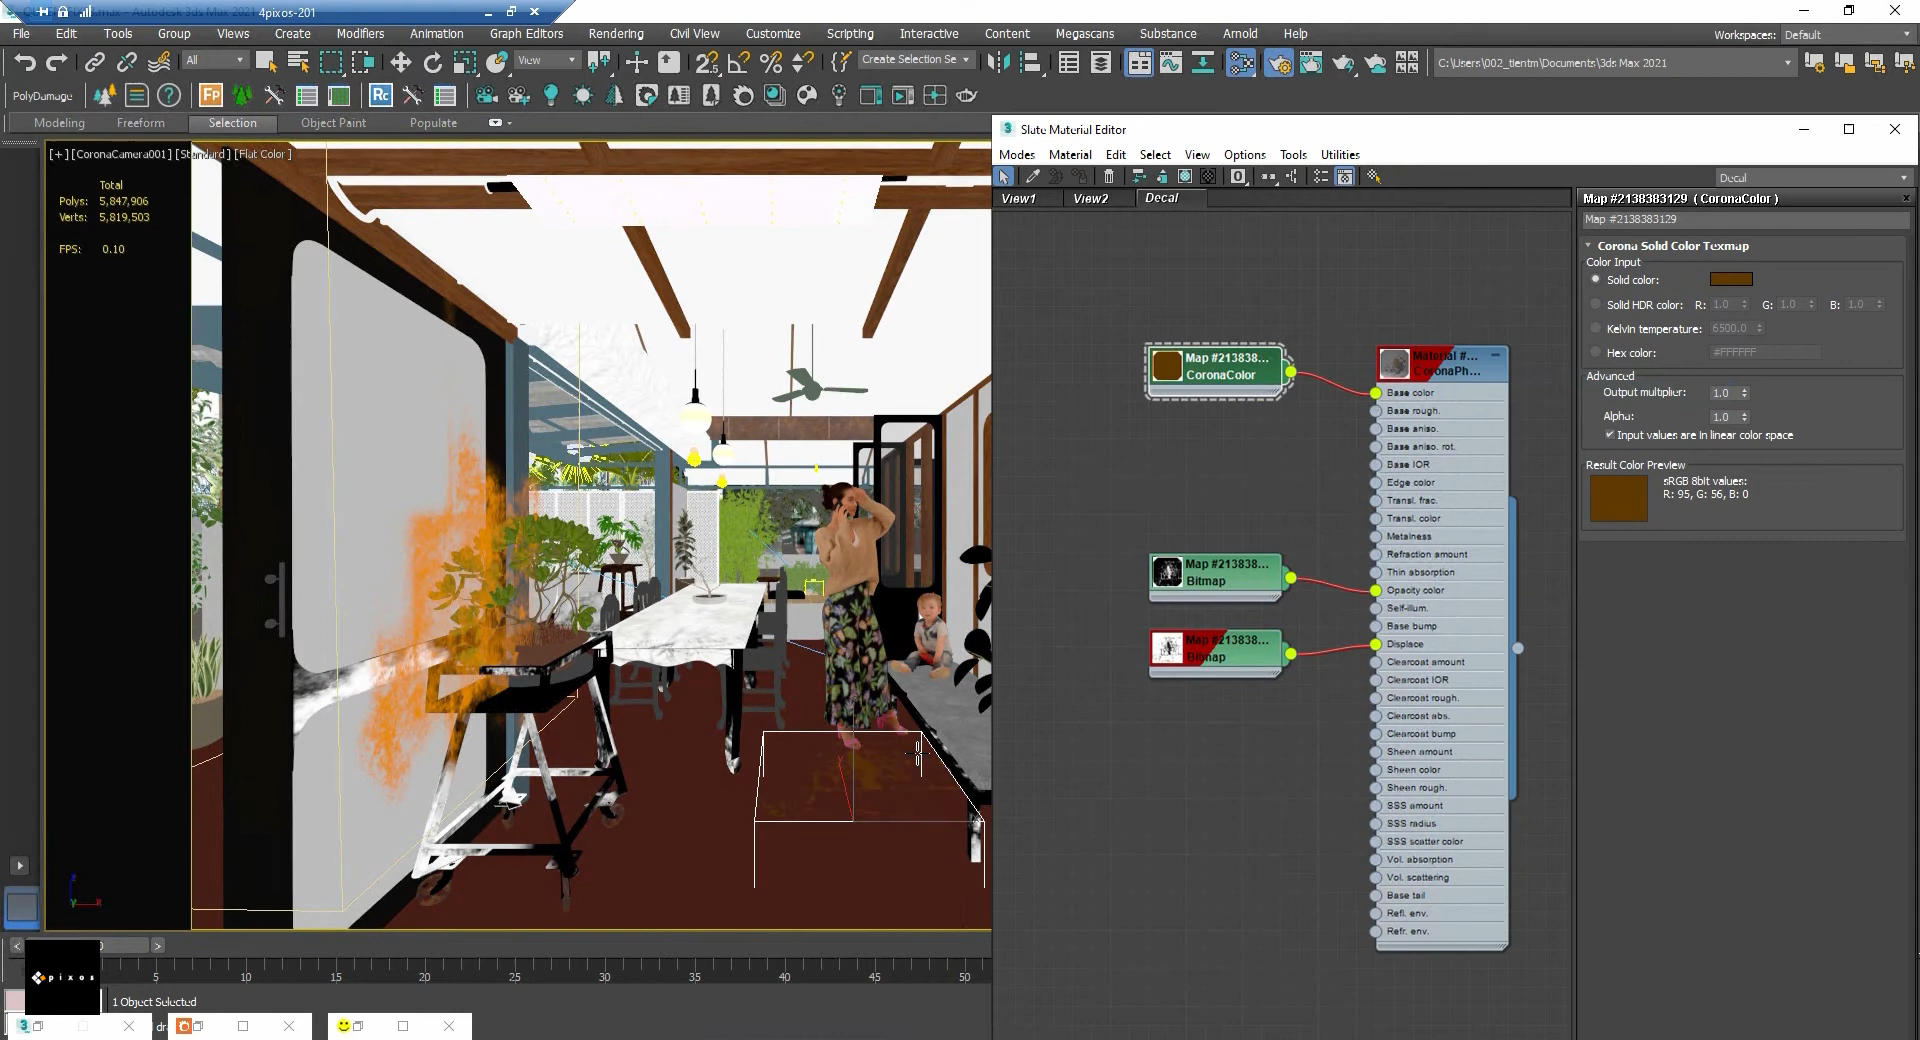 4pixos-201
.max - Autodesk 3ds Max 2021
File Edit Tools Group Views Create Modifiers Animation Graph Editors Rendering Civil View Customize Scripting Interactive Content Megascans Substance Arnold Help
Workspaces: Default
All
View
Create Selection Se
C:\Users\002_tientm\Documents\3ds Max 2021
PolyDamage
Fp
Rc
Modeling Freeform Selection Object Paint Populate
[+] [CoronaCamera001] [Standard] [Flat Color]
Total
Polys: 5,847,906
Verts: 5,819,503
FPS: 0.10
Slate Material Editor
Modes Material Edit Select View Options Tools Utilities
Decal
View1 View2 Decal
Map #213838...
CoronaColor
Map #213838...
Bitmap
Map #213838...
Bitmap
Material #...
CoronaPh...
Base color
Base rough.
Base aniso.
Base aniso. rot.
Base IOR
Edge color
Transl. frac.
Transl. color
Metalness
Refraction amount
Thin absorption
Opacity color
Self-illum.
Base bump
Displace
Clearcoat amount
Clearcoat IOR
Clearcoat rough.
Clearcoat abs.
Clearcoat bump
Sheen amount
Sheen color
Sheen rough.
SSS amount
SSS radius
SSS scatter color
Vol. absorption
Vol. scattering
Base tail
Refl. env.
Refr. env.
Map #2138383129 ( CoronaColor )
Map #2138383129
Corona Solid Color Texmap
Color Input
Solid color:
Solid HDR color: R: 1.0 G: 1.0 B: 1.0
Kelvin temperature: 6500.0
Hex color: #FFFFFF
Advanced
Output multiplier: 1.0
Alpha: 1.0
Input values are in linear color space
Result Color Preview
sRGB 8bit values:
R: 95, G: 56, B: 0
z
x
pixos
5 10 15 20 25 30 35 40 45 50
1 Object Selected